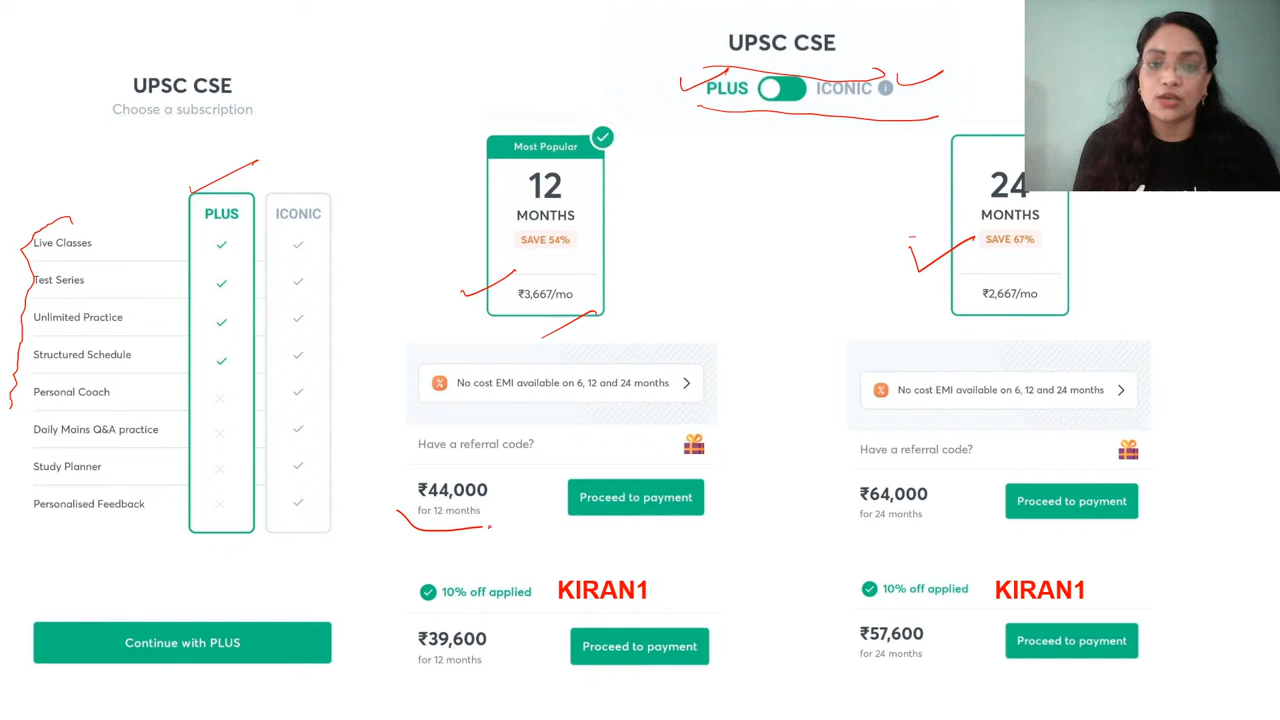 UPSC CSE
Choose a subscription
PLUS
ICONIC
Live Classes
Test Series
Unlimited Practice
Structured Schedule
Personal Coach
Daily Mains Q&A practice
Study Planner
Personalised Feedback
Continue with PLUS
UPSC CSE
PLUS
ICONIC
Most Popular
12
MONTHS
SAVE 54%
₹3,667/mo
No cost EMI available on 6, 12 and 24 months
Have a referral code?
₹44,000
for 12 months
Proceed to payment
10% off applied
KIRAN1
₹39,600
for 12 months
Proceed to payment
24
MONTHS
SAVE 67%
₹2,667/mo
No cost EMI available on 6, 12 and 24 months
Have a referral code?
₹64,000
for 24 months
Proceed to payment
10% off applied
KIRAN1
₹57,600
for 24 months
Proceed to payment